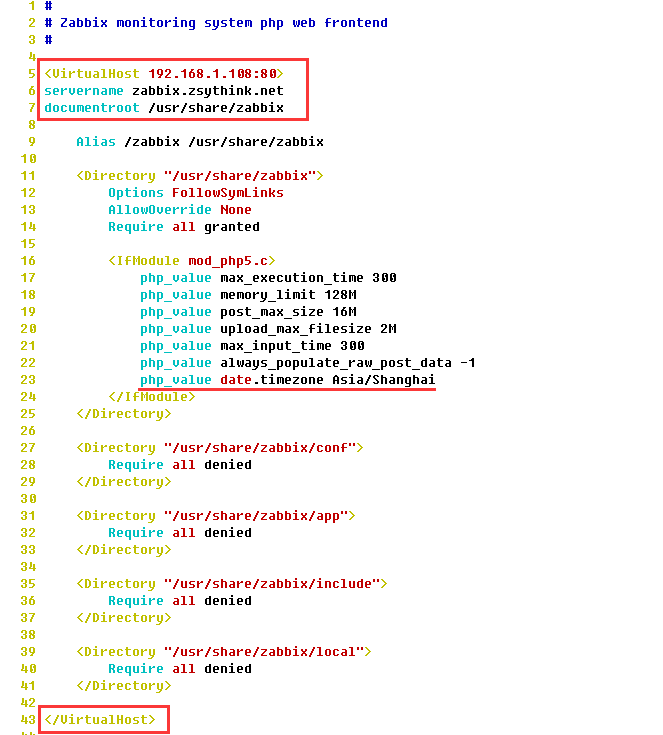 1 #
2 # Zabbix monitoring system php web frontend
3 #
4
5 <VirtualHost 192.168.1.108:80>
6 servername zabbix.zsythink.net
7 documentroot /usr/share/zabbix
8
9     Alias /zabbix /usr/share/zabbix
10
11     <Directory "/usr/share/zabbix">
12         Options FollowSymLinks
13         AllowOverride None
14         Require all granted
15
16         <IfModule mod_php5.c>
17             php_value max_execution_time 300
18             php_value memory_limit 128M
19             php_value post_max_size 16M
20             php_value upload_max_filesize 2M
21             php_value max_input_time 300
22             php_value always_populate_raw_post_data -1
23             php_value date.timezone Asia/Shanghai
24         </IfModule>
25     </Directory>
26
27     <Directory "/usr/share/zabbix/conf">
28         Require all denied
29     </Directory>
30
31     <Directory "/usr/share/zabbix/app">
32         Require all denied
33     </Directory>
34
35     <Directory "/usr/share/zabbix/include">
36         Require all denied
37     </Directory>
38
39     <Directory "/usr/share/zabbix/local">
40         Require all denied
41     </Directory>
42
43 </VirtualHost>